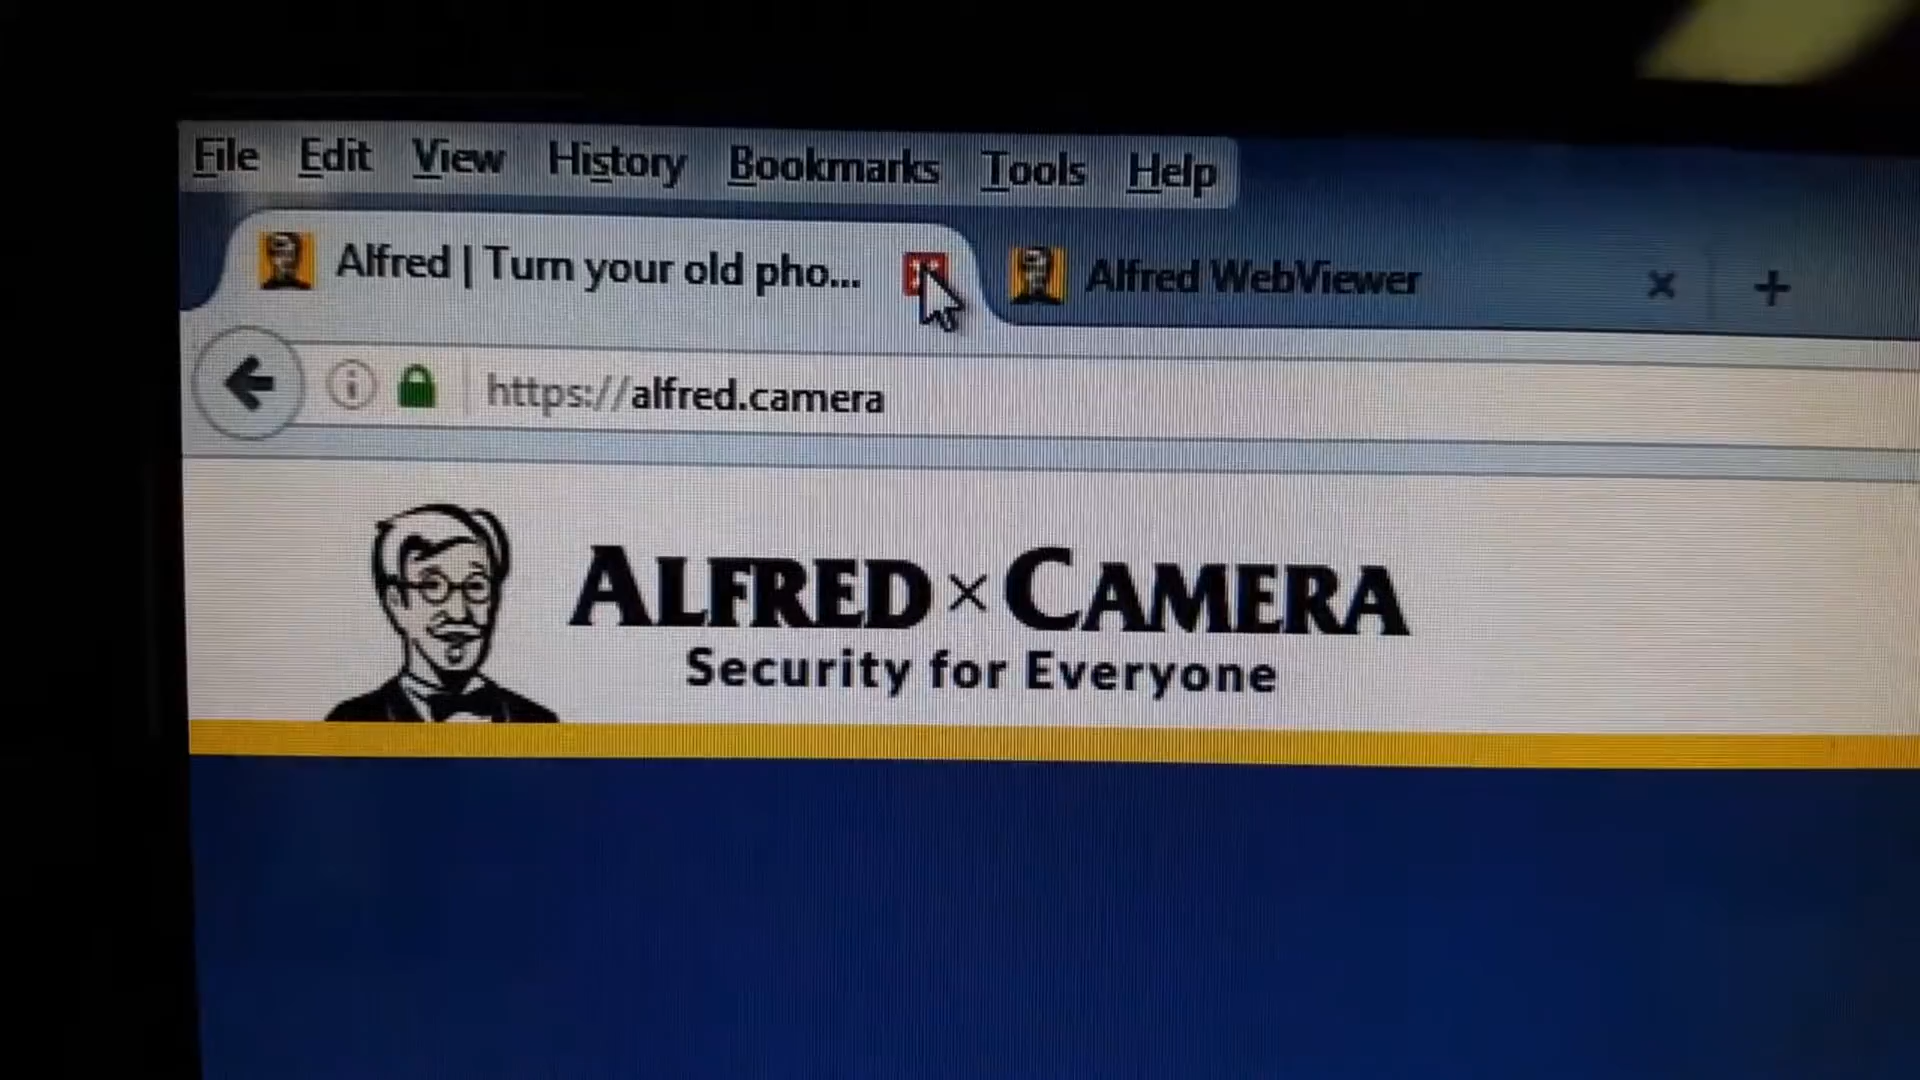 File Edit View History Bookmarks Tools Help
Alfred | Turn your old pho... Alfred WebViewer
https://alfred.camera
ALFRED × CAMERA
Security for Everyone